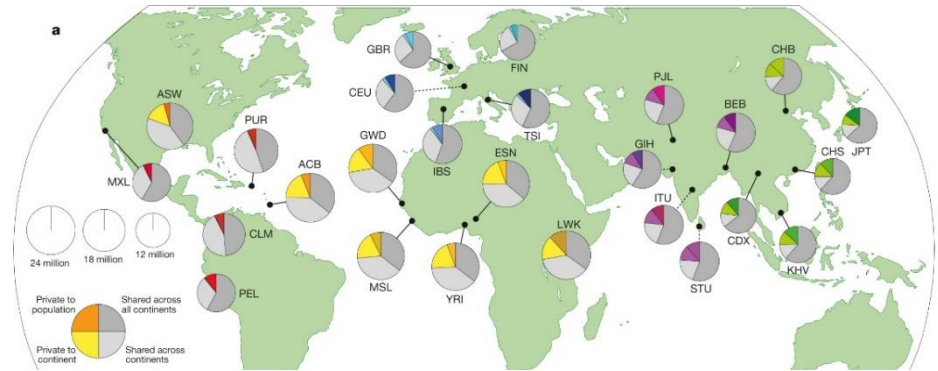 a
GBR
FIN
CHB
CEU
PJL
ASW
BEB
PUR
TSI
GWD
ESN
GIH
CHS
JPT
ACB
IBS
MXL
ITU
LWK
CLM
CDX
24 million
18 million
12 million
MSL
YRI
STU
KHV
PEL
Private to
population
Shared across
all continents
Private to
continent
Shared across
continents